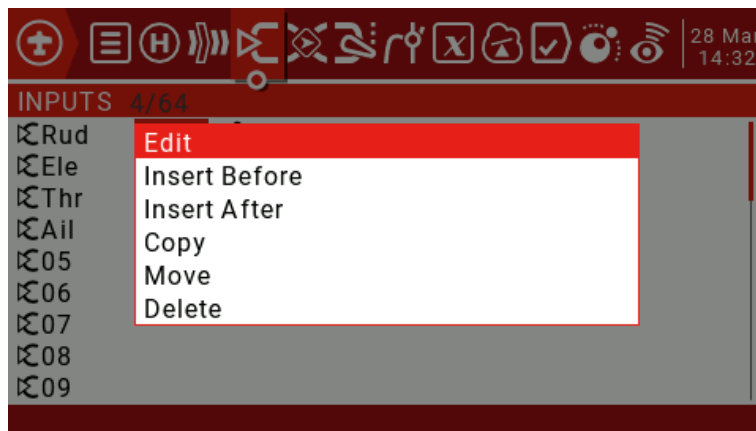 H
x
28 Mar
14:32
INPUTS 4/64
Rud
Ele
Thr
Ail
05
06
07
08
09
Edit
Insert Before
Insert After
Copy
Move
Delete